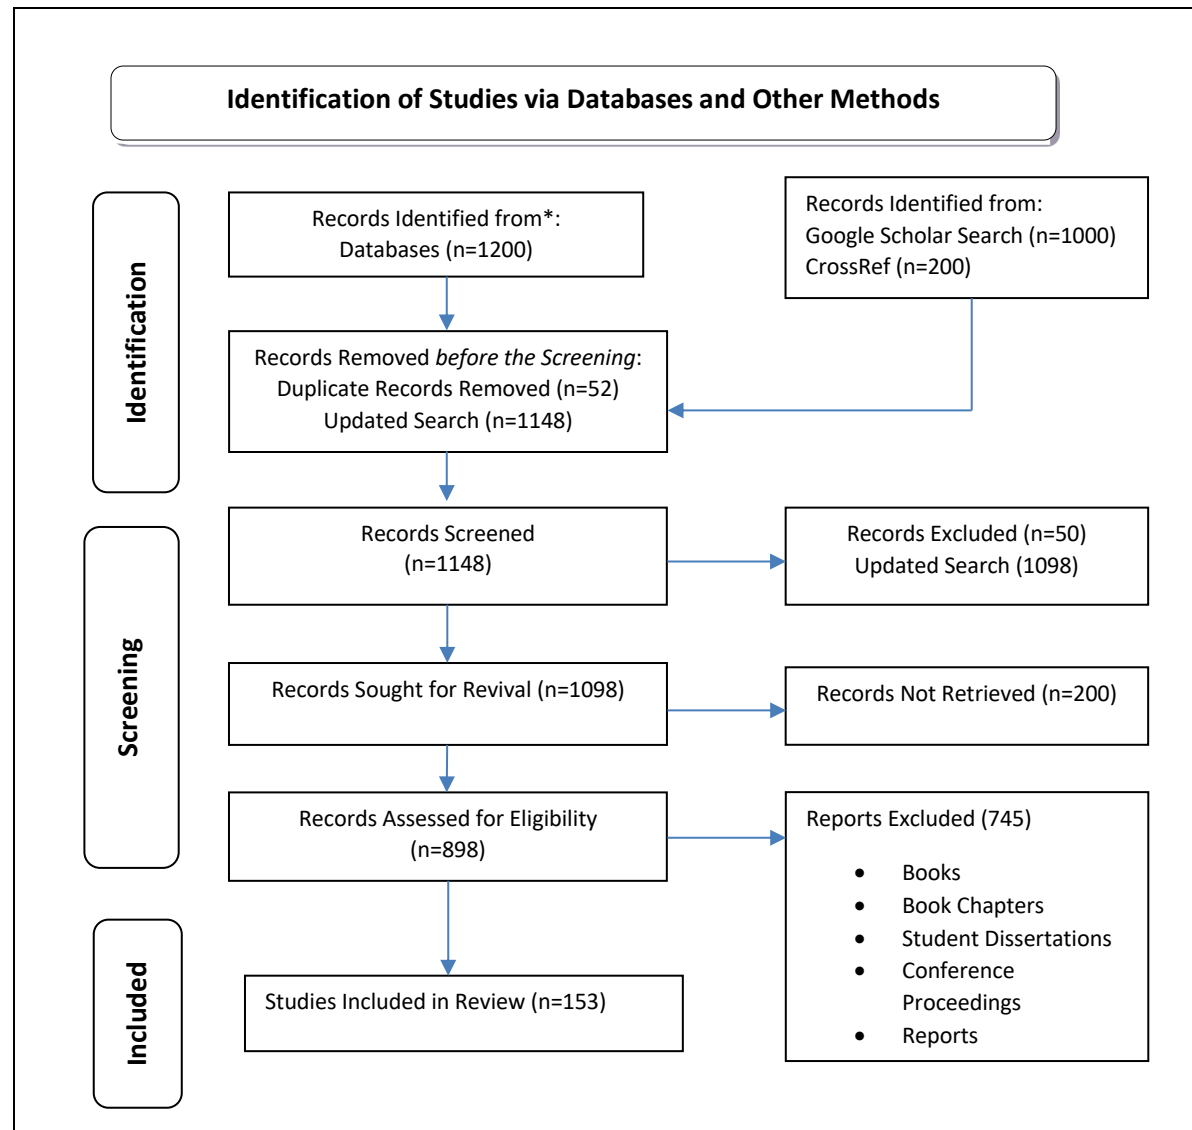 Identification of Studies via Databases and Other Methods
Identification
Records Identified from*:
Databases (n=1200)
Records Identified from:
Google Scholar Search (n=1000)
CrossRef (n=200)
Records Removed before the Screening:
Duplicate Records Removed (n=52)
Updated Search (n=1148)
Screening
Records Screened
(n=1148)
Records Excluded (n=50)
Updated Search (1098)
Records Sought for Revival (n=1098)
Records Not Retrieved (n=200)
Records Assessed for Eligibility
(n=898)
Reports Excluded (745)
• Books
• Book Chapters
• Student Dissertations
• Conference
Proceedings
• Reports
Included
Studies Included in Review (n=153)